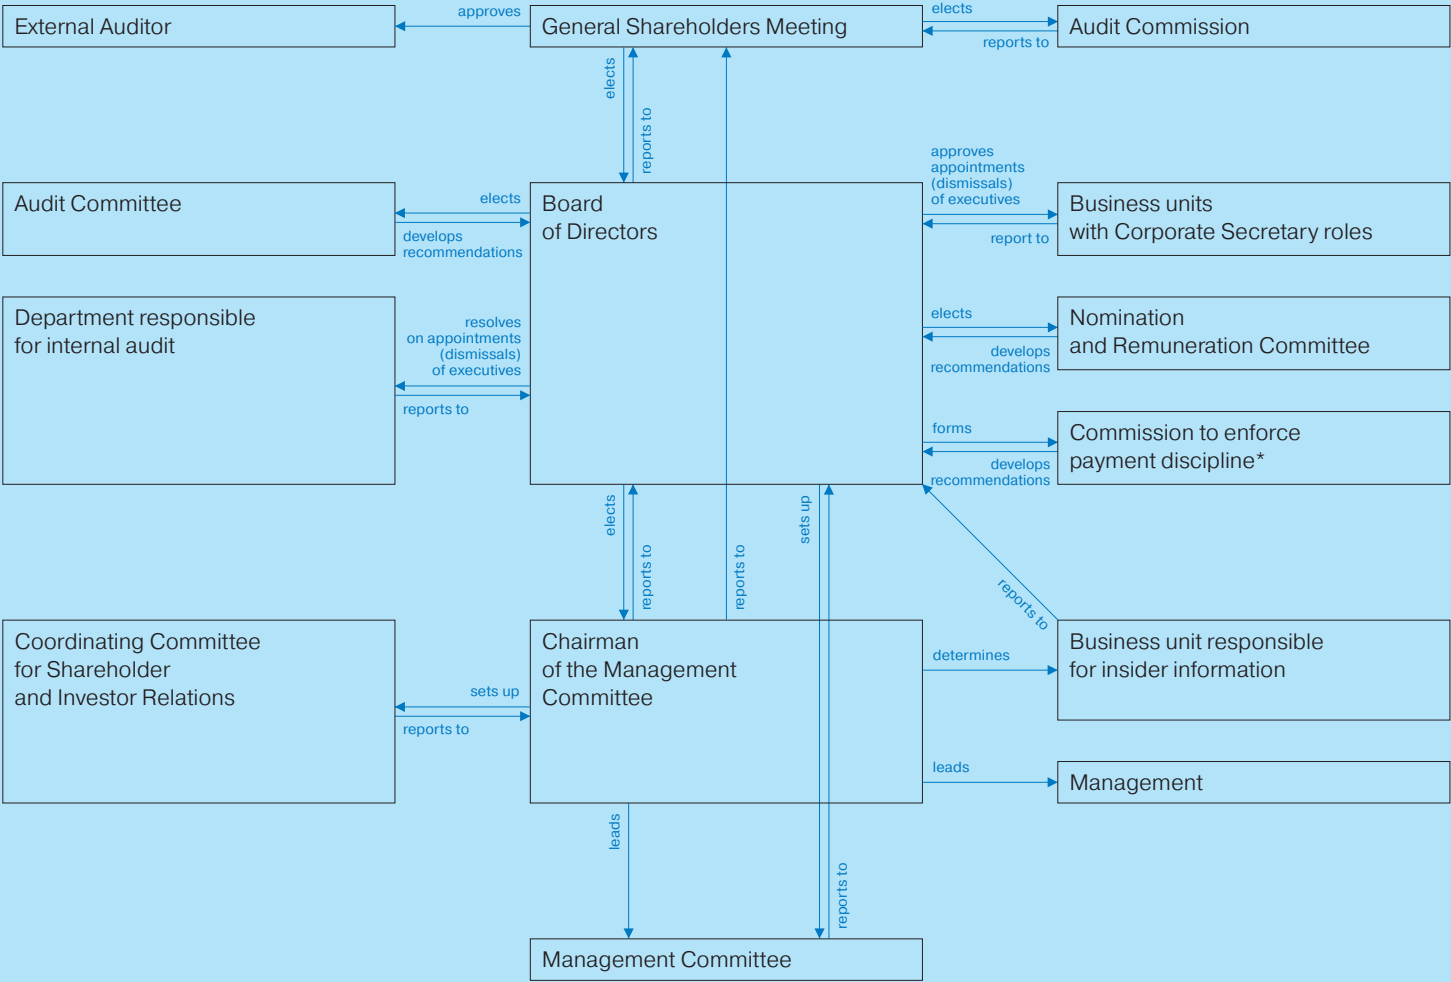 External Auditor
approves
General Shareholders Meeting
elects
reports to
Audit Commission
elects
reports to
Audit Committee
elects
develops
recommendations
Board
of Directors
approves
appointments
(dismissals)
of executives
report to
Business units
with Corporate Secretary roles
Department responsible
for internal audit
resolves
on appointments
(dismissals)
of executives
reports to
elects
develops
recommendations
Nomination
and Remuneration Committee
forms
develops
recommendations
Commission to enforce
payment discipline*
elects
reports to
reports to
sets up
reports to
Coordinating Committee
for Shareholder
and Investor Relations
sets up
reports to
Chairman
of the Management
Committee
determines
Business unit responsible
for insider information
leads
Management
leads
reports to
Management Committee